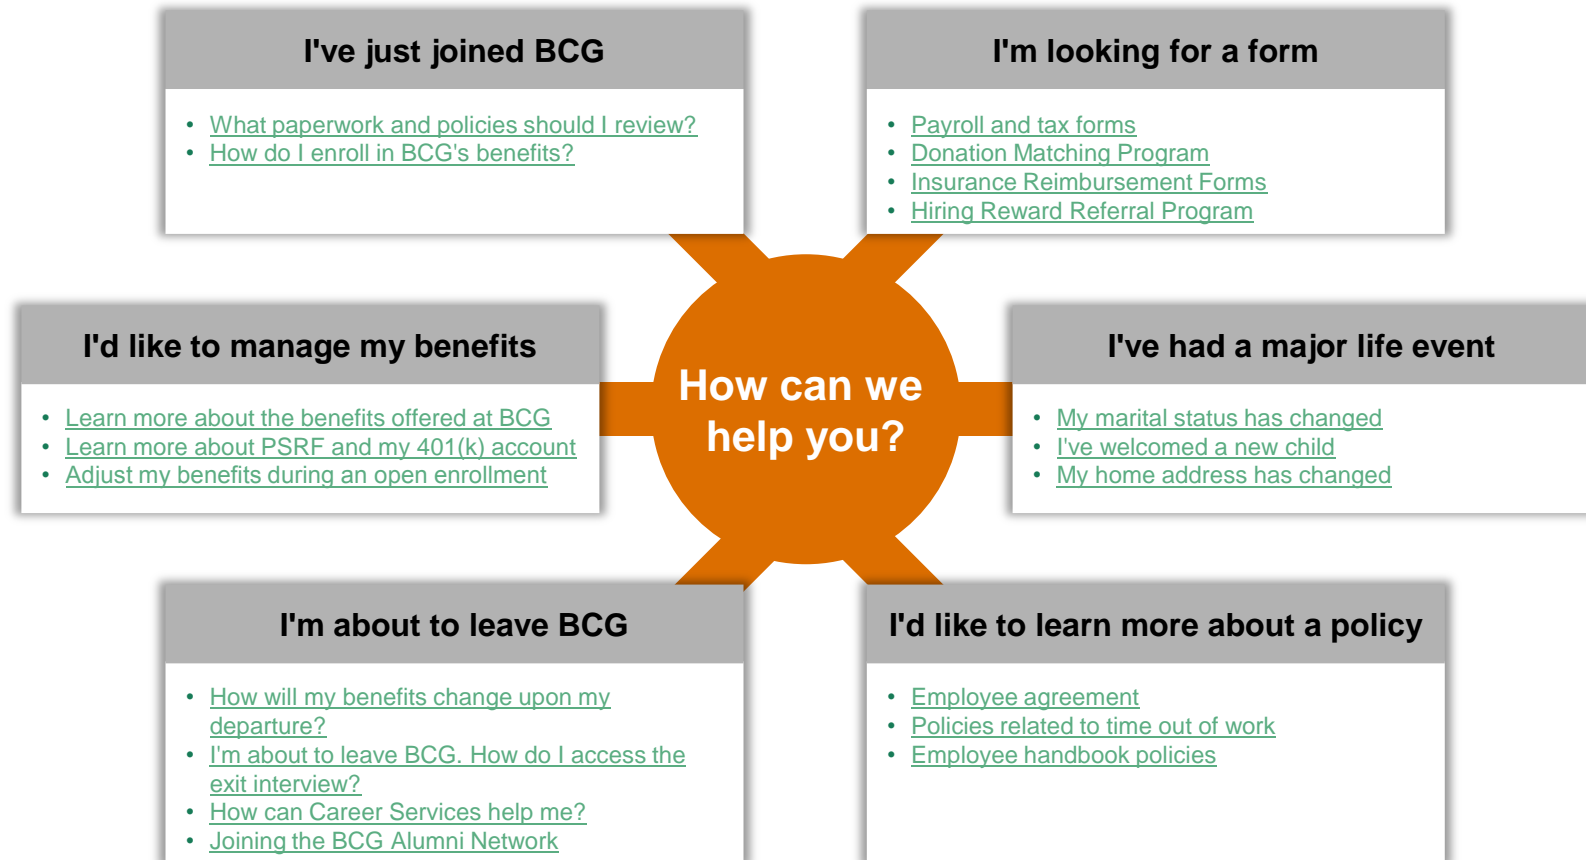 I've just joined BCG
• What paperwork and policies should I review?
• How do I enroll in BCG's benefits?
I'm looking for a form
• Payroll and tax forms
• Donation Matching Program
• Insurance Reimbursement Forms
• Hiring Reward Referral Program
I'd like to manage my benefits
• Learn more about the benefits offered at BCG
• Learn more about PSRF and my 401(k) account
• Adjust my benefits during an open enrollment
How can we
help you?
I've had a major life event
• My marital status has changed
• I've welcomed a new child
• My home address has changed
I'm about to leave BCG
• How will my benefits change upon my
departure?
• I'm about to leave BCG. How do I access the
exit interview?
• How can Career Services help me?
• Joining the BCG Alumni Network
I'd like to learn more about a policy
• Employee agreement
• Policies related to time out of work
• Employee handbook policies